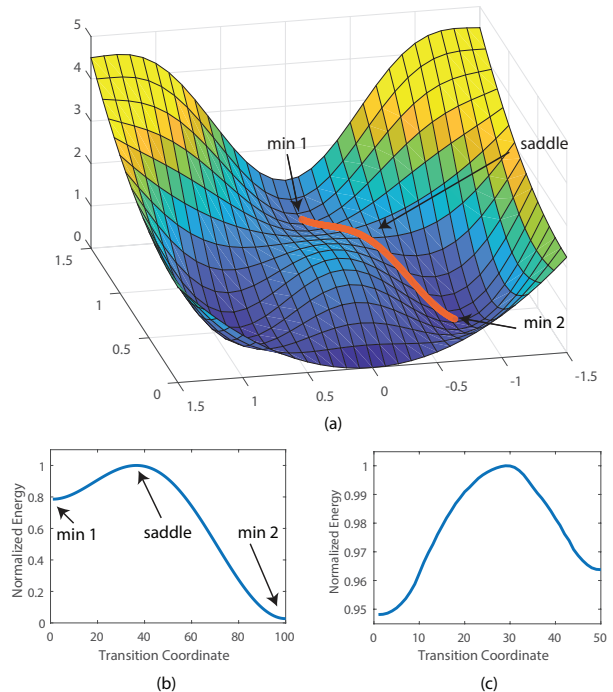 5
4
3
2
1
0
1.5
1
0.5
0
1.5
1
0.5
0
-0.5
-1
-1.5
min 1
saddle
min 2
(a)
Normalized Energy
1
0.8
0.6
0.4
0.2
0
0 20 40 60 80 100
min 1
saddle
min 2
Transition Coordinate
(b)
Normalized Energy
1
0.99
0.98
0.97
0.96
0.95
0 10 20 30 40 50
Transition Coordinate
(c)